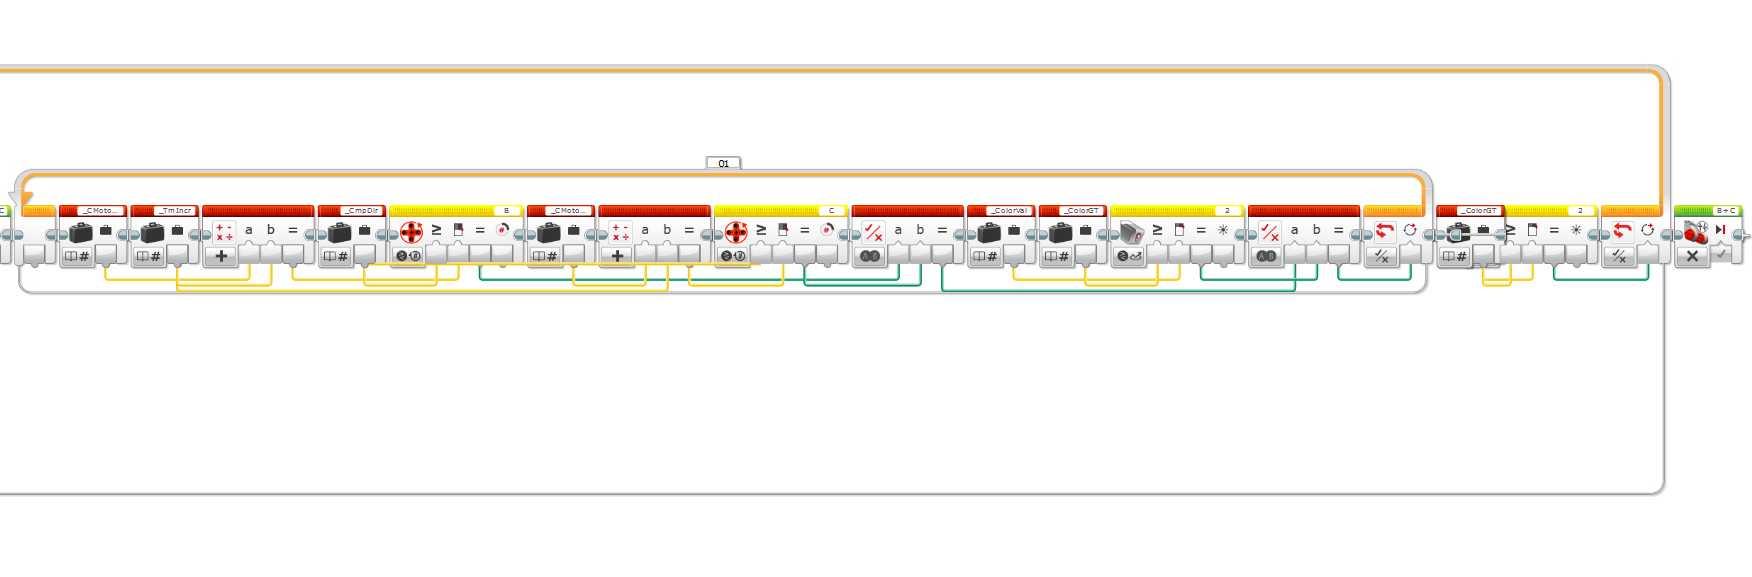 01
C
_CMoto...
_TmIncr
_CmpDir
B
_CMoto...
C
_ColorVal
_ColorGT
2
_ColorGT
2
B+C
a b =
≥ =
a b =
≥ =
a b =
≥ =
a b =
≥ =
#
#
#
#
A B
#
#
A B
#